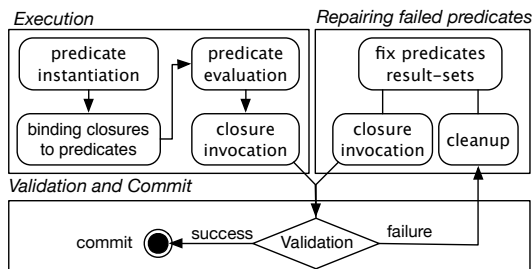 Execution
predicate
instantiation
binding closures
to predicates
predicate
evaluation
closure
invocation
Repairing failed predicates
fix predicates
result-sets
closure
invocation
cleanup
Validation and Commit
commit
success
Validation
failure